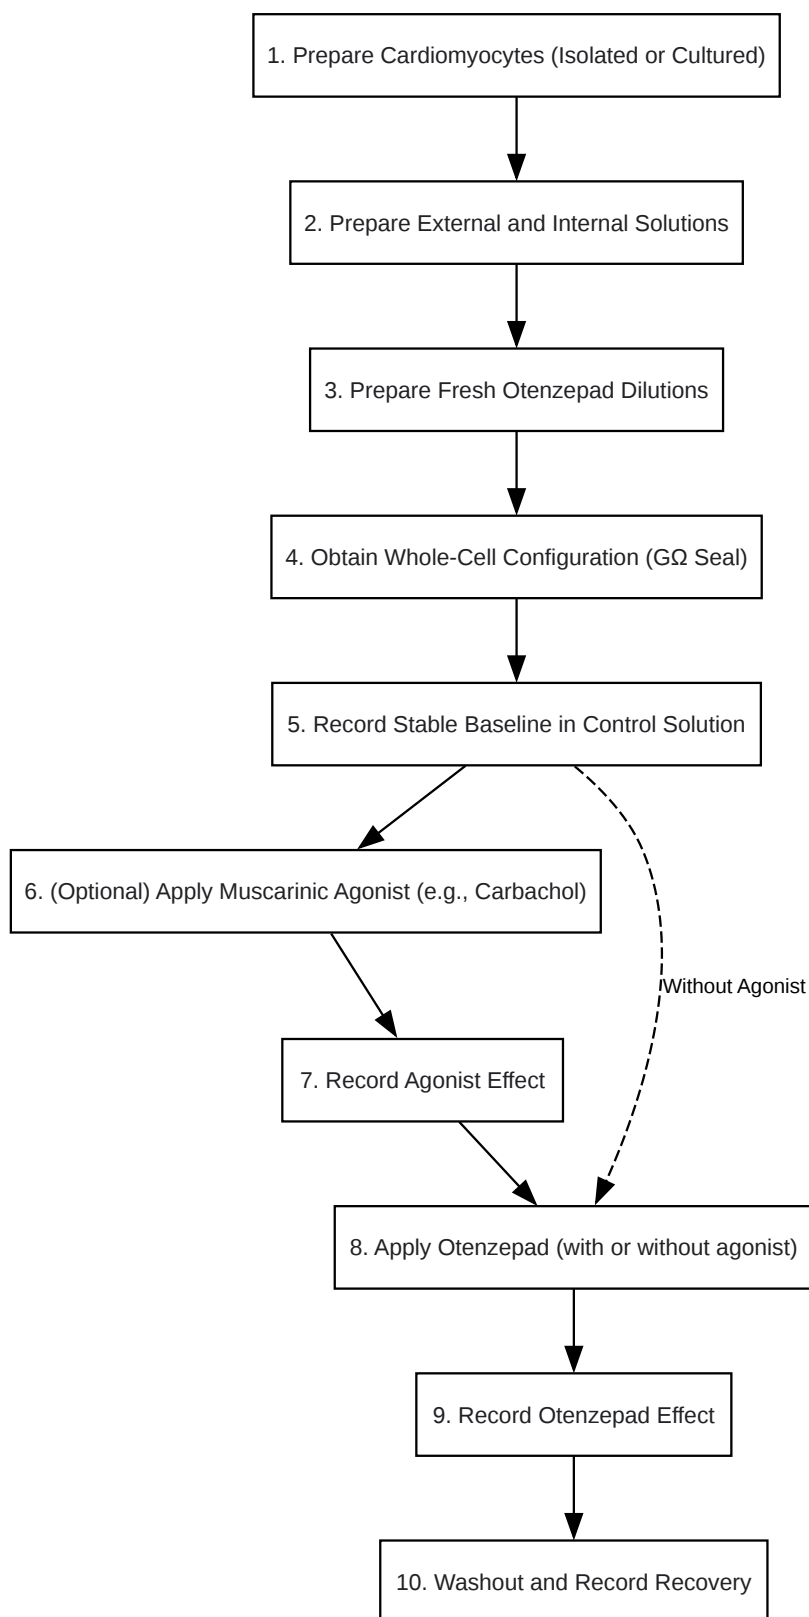 1. Prepare Cardiomyocytes (Isolated or Cultured)
2. Prepare External and Internal Solutions
3. Prepare Fresh Otenzepad Dilutions
4. Obtain Whole-Cell Configuration (GΩ Seal)
5. Record Stable Baseline in Control Solution
6. (Optional) Apply Muscarinic Agonist (e.g., Carbachol)
Without Agonist
7. Record Agonist Effect
8. Apply Otenzepad (with or without agonist)
9. Record Otenzepad Effect
10. Washout and Record Recovery